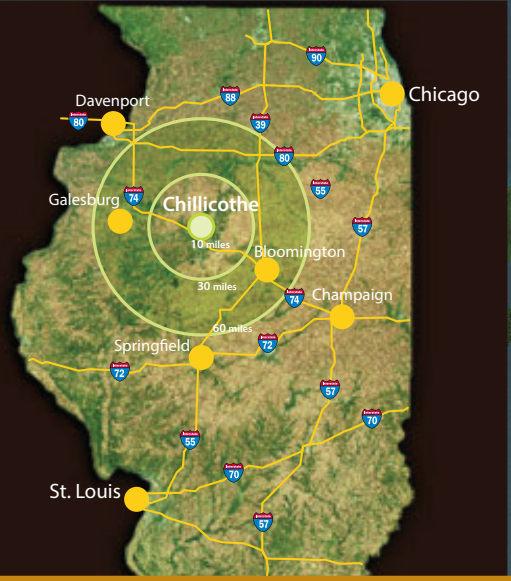 90
Chicago
88
Davenport
80
39
80
74
55
Galesburg
Chillicothe
57
10 miles
Bloomington
30 miles
74
Champaign
60 miles
72
Springfield
72
57
70
55
70
St. Louis
57